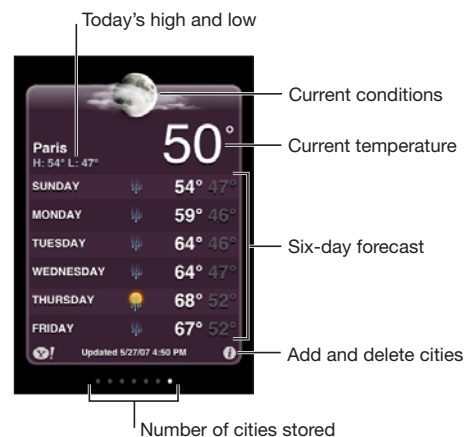 Today's high and low
Current conditions
50°
Current temperature
Paris
H: 54° L: 47°
SUNDAY 54° 47°
MONDAY 59° 46°
TUESDAY 64° 46°
Six-day forecast
WEDNESDAY 64° 47°
THURSDAY 68° 52°
FRIDAY 67° 52°
Y! Updated 5/27/07 4:50 PM i
Add and delete cities
Number of cities stored